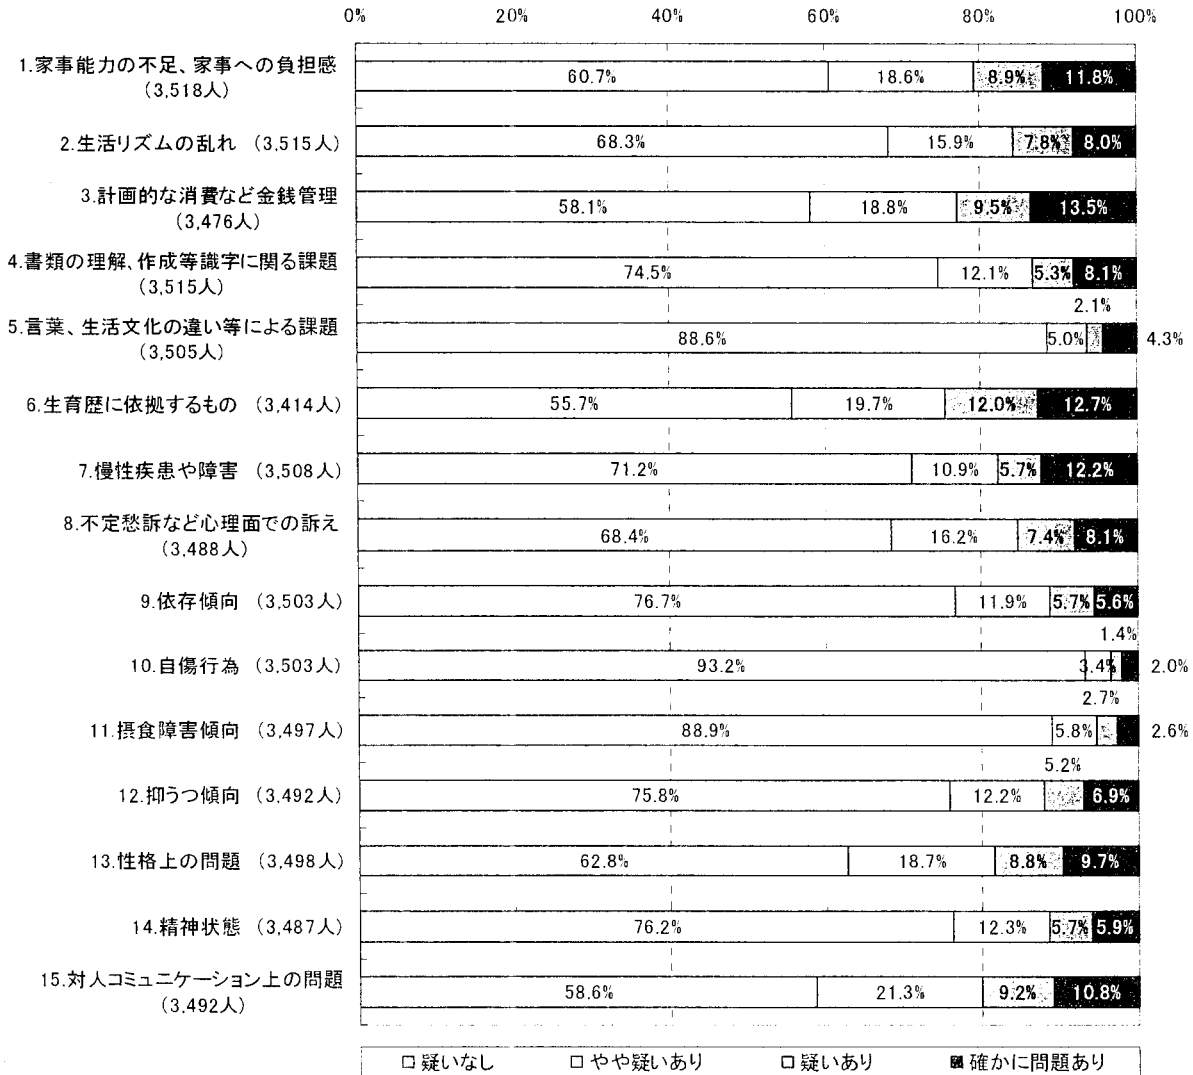 0% 20% 40% 60% 80% 100%
1.家事能力の不足、家事への負担感
(3,518人)
60.7% 18.6% 8.9% 11.8%
2.生活リズムの乱れ (3,515人)
68.3% 15.9% 7.8% 8.0%
3.計画的な消費など金銭管理
(3,476人)
58.1% 18.8% 9.5% 13.5%
4.書類の理解、作成等識字に関る課題
(3,515人)
74.5% 12.1% 5.3% 8.1%
2.1%
5.言葉、生活文化の違い等による課題
(3,505人)
88.6% 5.0% 4.3%
6.生育歴に依拠するもの (3,414人)
55.7% 19.7% 12.0% 12.7%
7.慢性疾患や障害 (3,508人)
71.2% 10.9% 5.7% 12.2%
8.不定愁訴など心理面での訴え
(3,488人)
68.4% 16.2% 7.4% 8.1%
9.依存傾向 (3,503人)
76.7% 11.9% 5.7% 5.6%
1.4%
10.自傷行為 (3,503人)
93.2% 3.4% 2.0%
2.7%
11.摂食障害傾向 (3,497人)
88.9% 5.8% 2.6%
5.2%
12.抑うつ傾向 (3,492人)
75.8% 12.2% 6.9%
13.性格上の問題 (3,498人)
62.8% 18.7% 8.8% 9.7%
14.精神状態 (3,487人)
76.2% 12.3% 5.7% 5.9%
15.対人コミュニケーション上の問題
(3,492人)
58.6% 21.3% 9.2% 10.8%
疑いなし やや疑いあり 疑いあり 確かに問題あり